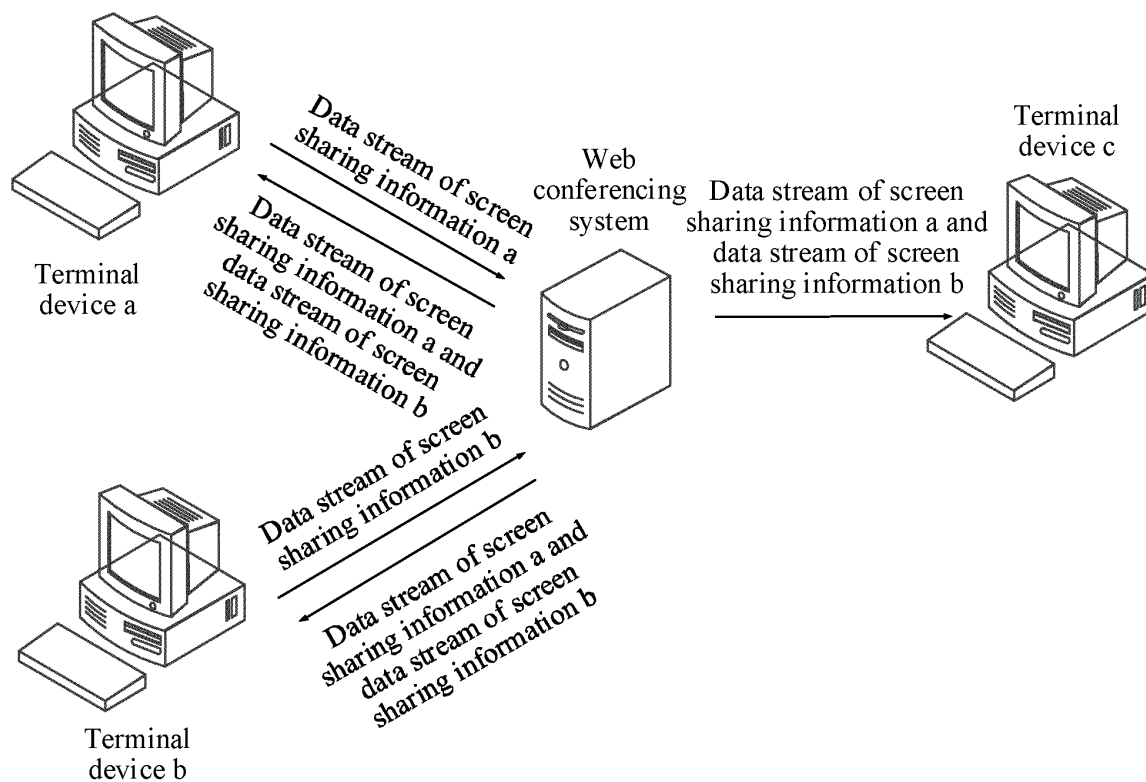 Data stream of screen
sharing information a
Data stream of screen
sharing information a and
data stream of screen
sharing information b
Terminal
device a
Web
conferencing
system
Data stream of screen
sharing information a and
data stream of screen
sharing information b
Terminal
device c
Data stream of screen
sharing information b
Data stream of screen
sharing information a and
data stream of screen
sharing information b
Terminal
device b